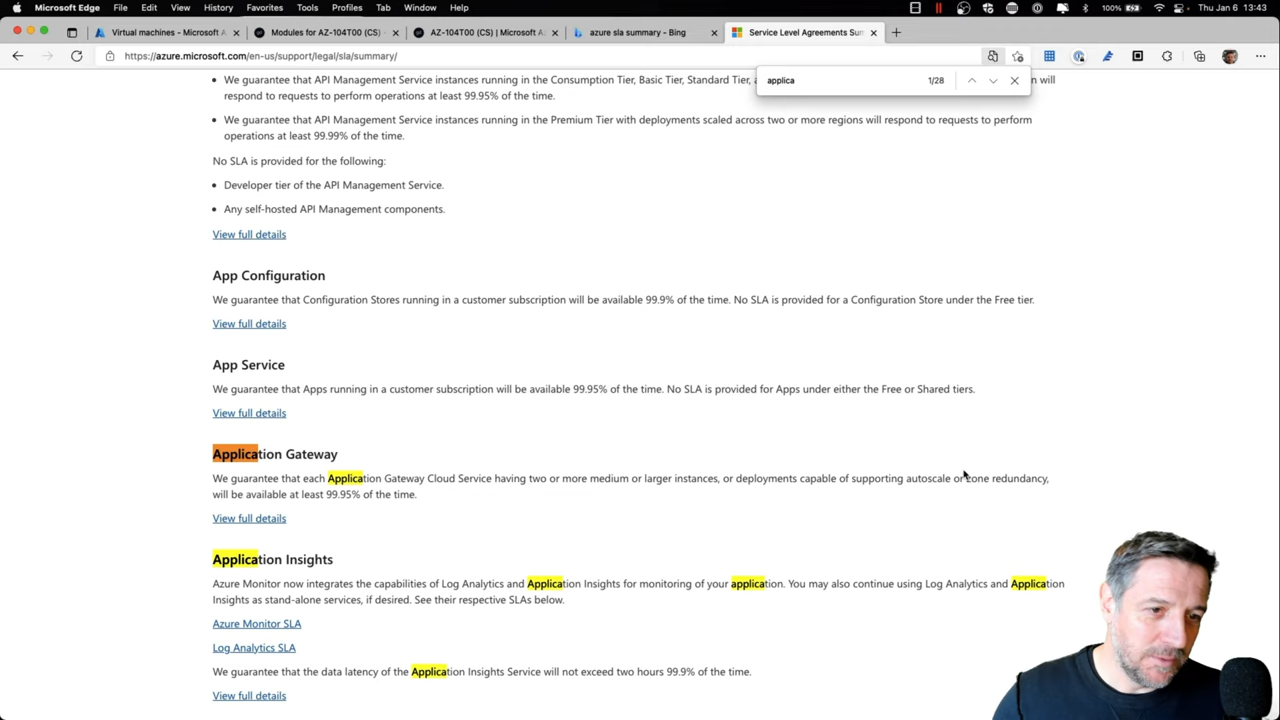 Microsoft Edge File Edit View History Favorites Tools Profiles Tab Window Help 100% Thu Jan 6 13:43
Virtual machines - Microsoft A
Modules for AZ-104T00 (CS) -
AZ-104T00 (CS) | Microsoft A
azure sla summary - Bing
Service Level Agreements Sum
https://azure.microsoft.com/en-us/support/legal/sla/summary/
applica 1/28
• We guarantee that API Management Service instances running in the Consumption Tier, Basic Tier, Standard Tier, will
respond to requests to perform operations at least 99.95% of the time.
• We guarantee that API Management Service instances running in the Premium Tier with deployments scaled across two or more regions will respond to requests to perform
operations at least 99.99% of the time.
No SLA is provided for the following:
• Developer tier of the API Management Service.
• Any self-hosted API Management components.
View full details
App Configuration
We guarantee that Configuration Stores running in a customer subscription will be available 99.9% of the time. No SLA is provided for a Configuration Store under the Free tier.
View full details
App Service
We guarantee that Apps running in a customer subscription will be available 99.95% of the time. No SLA is provided for Apps under either the Free or Shared tiers.
View full details
Application Gateway
We guarantee that each Application Gateway Cloud Service having two or more medium or larger instances, or deployments capable of supporting autoscale or zone redundancy,
will be available at least 99.95% of the time.
View full details
Application Insights
Azure Monitor now integrates the capabilities of Log Analytics and Application Insights for monitoring of your application. You may also continue using Log Analytics and Application
Insights as stand-alone services, if desired. See their respective SLAs below.
Azure Monitor SLA
Log Analytics SLA
We guarantee that the data latency of the Application Insights Service will not exceed two hours 99.9% of the time.
View full details